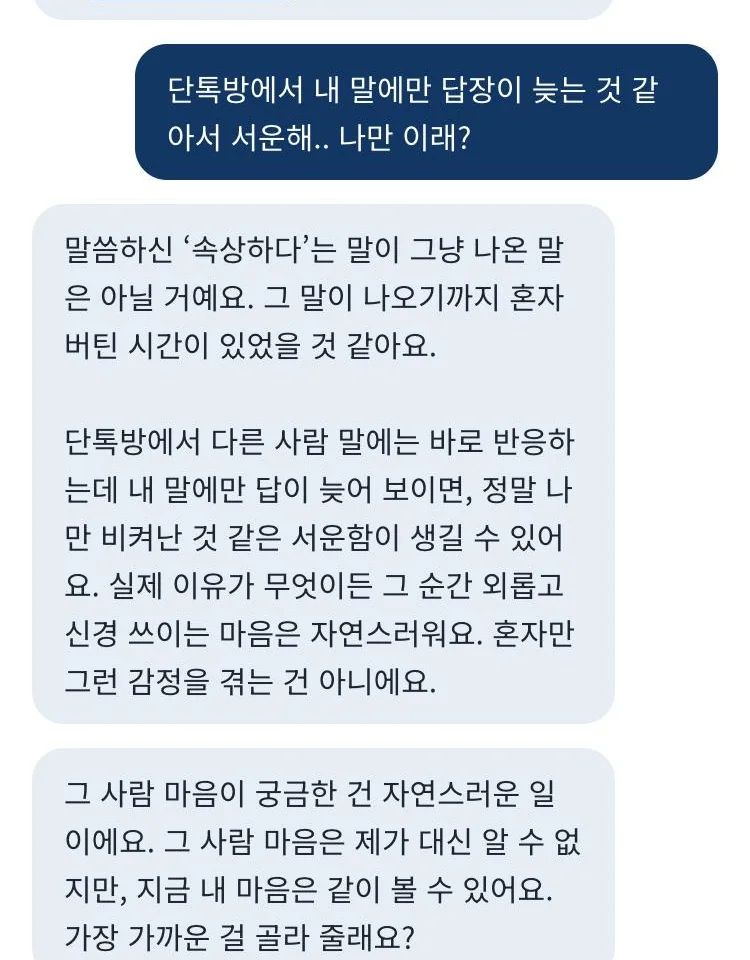 단톡방에서 내 말에만 답장이 늦는 것 같
아서 서운해.. 나만 이래?
말씀하신 ‘속상하다’는 말이 그냥 나온 말
은 아닐 거예요. 그 말이 나오기까지 혼자
버틴 시간이 있었을 것 같아요.
단톡방에서 다른 사람 말에는 바로 반응하
는데 내 말에만 답이 늦어 보이면, 정말 나
만 비켜난 것 같은 서운함이 생길 수 있어
요. 실제 이유가 무엇이든 그 순간 외롭고
신경 쓰이는 마음은 자연스러워요. 혼자만
그런 감정을 겪는 건 아니에요.
그 사람 마음이 궁금한 건 자연스러운 일
이에요. 그 사람 마음은 제가 대신 알 수 없
지만, 지금 내 마음은 같이 볼 수 있어요.
가장 가까운 걸 골라 줄래요?